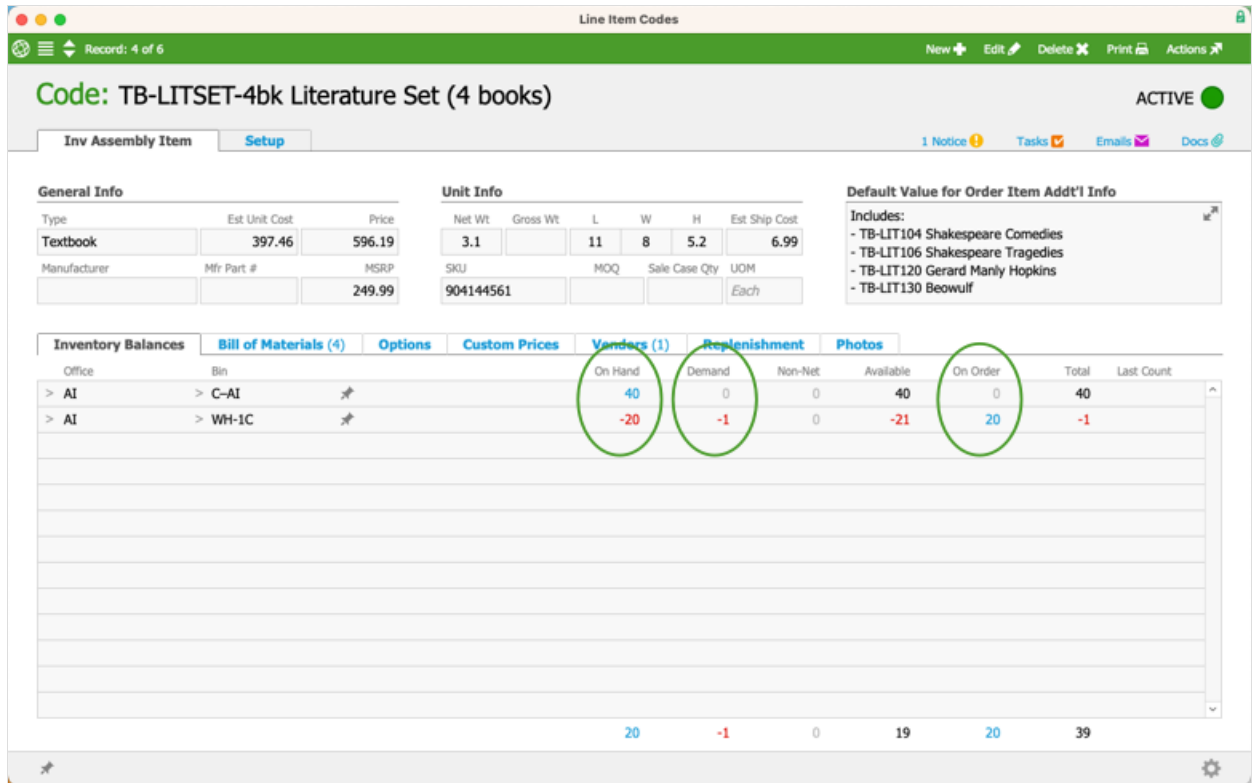 Line Item Codes
Record: 4 of 6 New Edit Delete Print Actions
Code: TB-LITSET-4bk Literature Set (4 books) ACTIVE
Inv Assembly Item Setup 1 Notice Tasks Emails Docs
General Info Unit Info Default Value for Order Item Addt'l Info
Type Est Unit Cost Price Net Wt Gross Wt L W H Est Ship Cost Includes:
Textbook 397.46 596.19 3.1 11 8 5.2 6.99 - TB-LIT104 Shakespeare Comedies
- TB-LIT106 Shakespeare Tragedies
Manufacturer Mfr Part # MSRP SKU MOQ Sale Case Qty UOM - TB-LIT120 Gerard Manly Hopkins
249.99 904144561 Each - TB-LIT130 Beowulf
Inventory Balances Bill of Materials (4) Options Custom Prices Vendors (1) Replenishment Photos
Office Bin On Hand Demand Non-Net Available On Order Total Last Count
> AI > C-AI 40 0 0 40 0 40
> AI > WH-1C -20 -1 0 -21 20 -1
20 -1 0 19 20 39